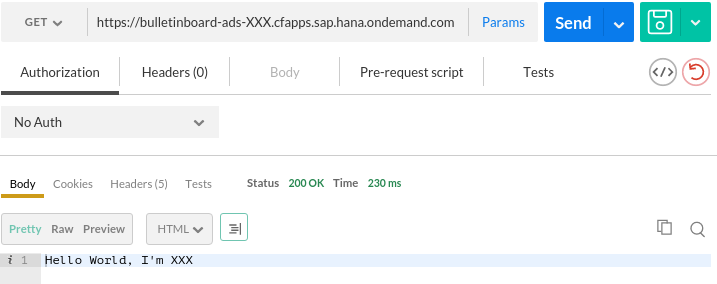 GET https://bulletinboard-ads-XXX.cfapps.sap.hana.ondemand.com Params Send
Authorization Headers (0) Body Pre-request script Tests
No Auth
Body Cookies Headers (5) Tests Status 200 OK Time 230 ms
Pretty Raw Preview HTML
i 1 Hello World, I'm XXX